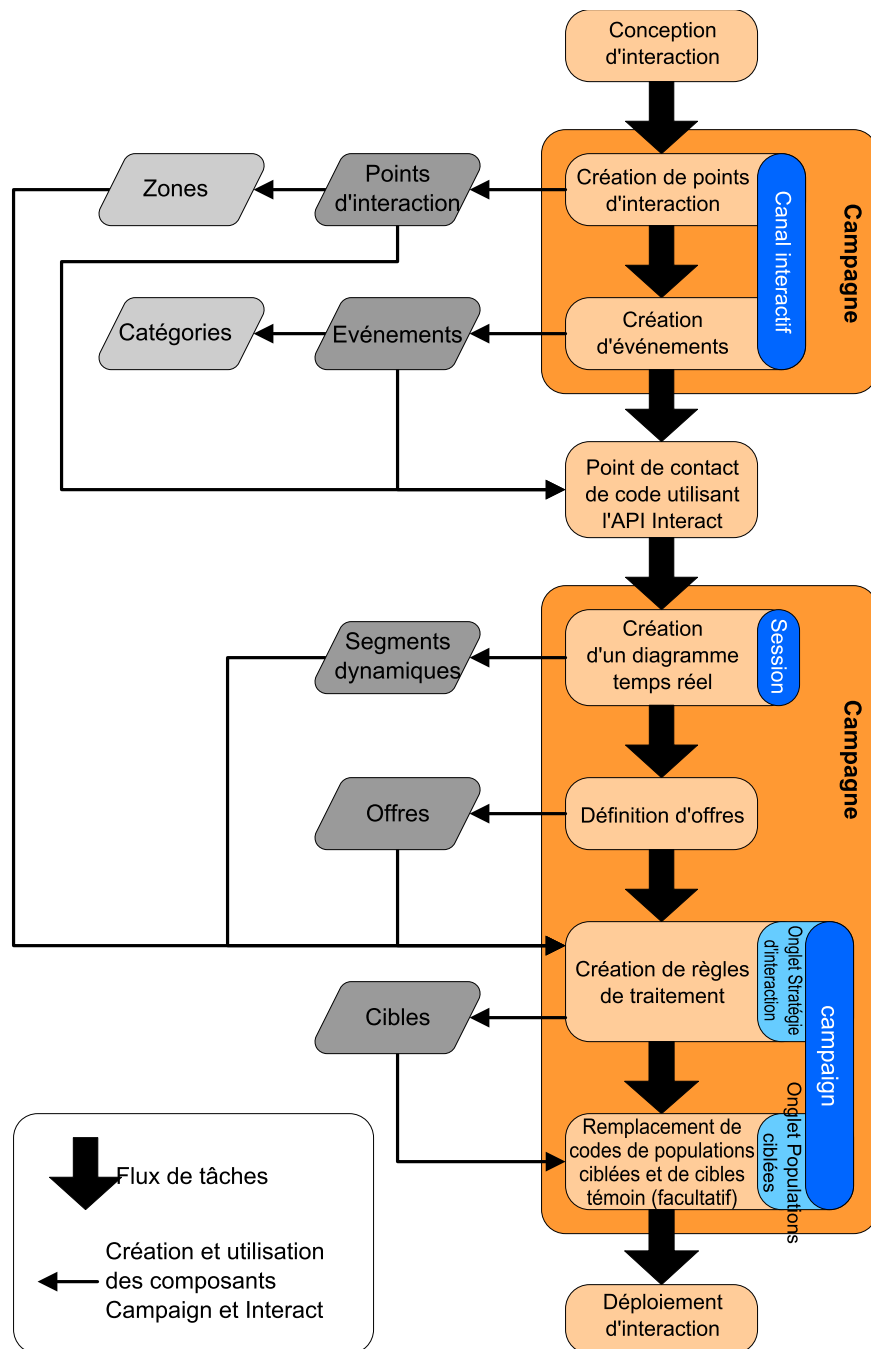 Conception
d'interaction
Zones
Points
d'interaction
Création de points
d'interaction
Canal interactif
Campagne
Catégories
Evénements
Création
d'événements
Point de contact
de code utilisant
l'API Interact
Segments
dynamiques
Création
d'un diagramme
temps réel
Session
Campagne
Offres
Définition d'offres
Création de règles
de traitement
Onglet Stratégie
d'interaction
campaign
Cibles
Remplacement de
codes de populations
ciblées et de cibles
témoin (facultatif)
Onglet Populations
ciblées
Flux de tâches
Création et utilisation
des composants
Campaign et Interact
Déploiement
d'interaction